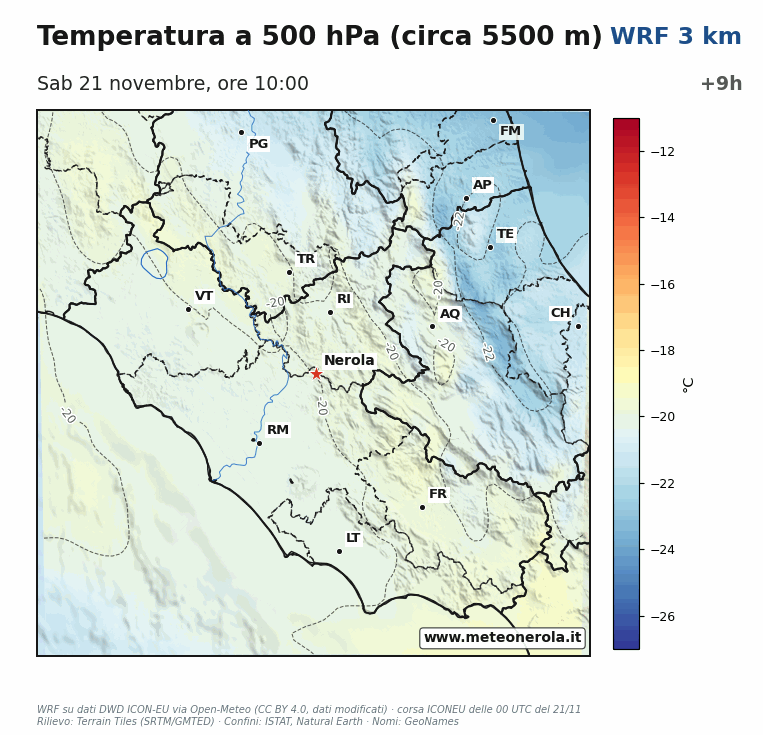 Temperatura a 500 hPa (circa 5500 m) WRF 3 km
Sab 21 novembre, ore 10:00
+9h
FM
PG
AP
-22
TE
TR
-20
-20
VT
RI
AQ
CH
-20
-20
-22
Nerola
-20
-20
RM
FR
LT
www.meteonerola.it
−12
−14
−16
−18
−20
−22
−24
−26
°C
WRF su dati DWD ICON-EU via Open-Meteo (CC BY 4.0, dati modificati) · corsa ICONEU delle 00 UTC del 21/11
Rilievo: Terrain Tiles (SRTM/GMTED) · Confini: ISTAT, Natural Earth · Nomi: GeoNames